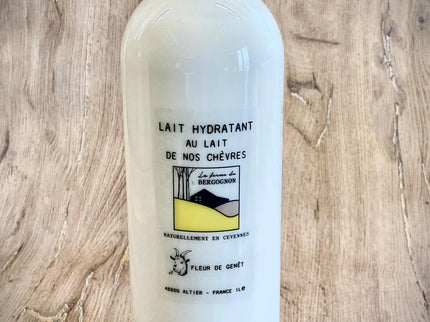 LAIT HYDRATANT
AU LAIT
DE NOS CHÈVRES
La ferme du
BERGOGNON
NATURELLEMENT EN CEVENNES
FLEUR DE GENÊT
48800 ALTIER - FRANCE 1L℮